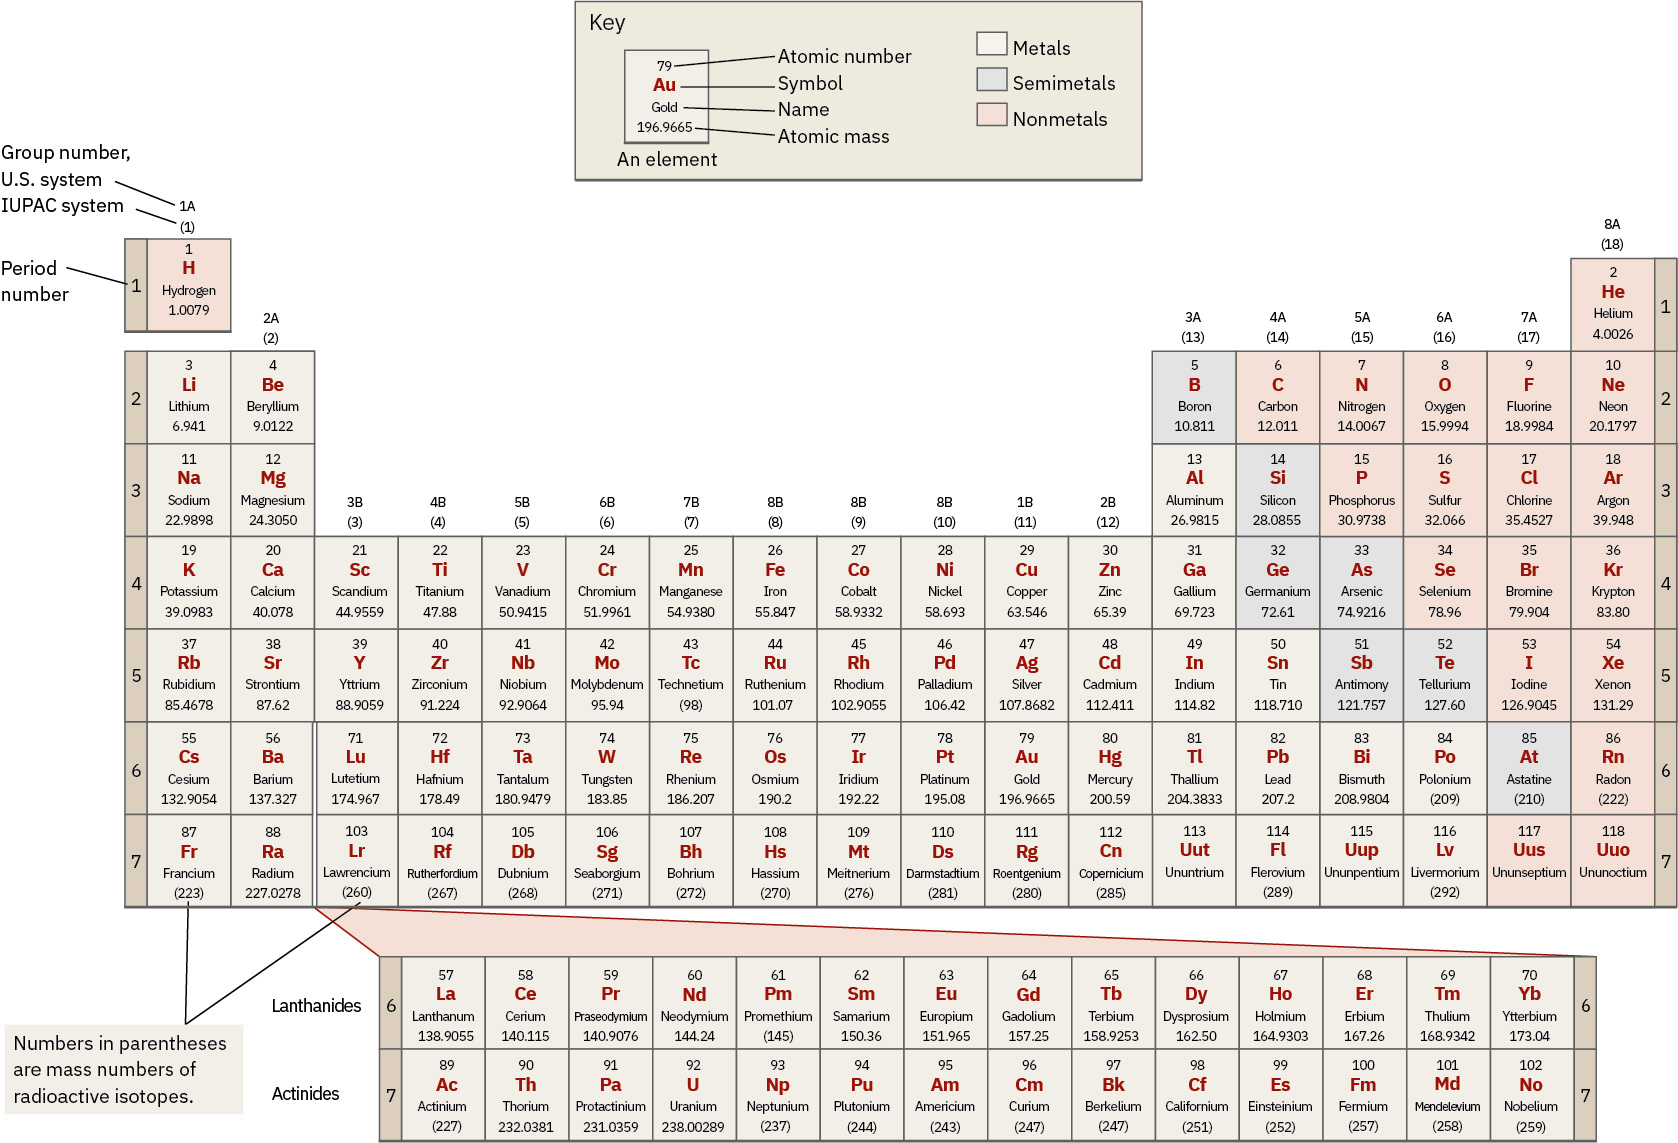 Key
79
Au
Gold
196.9665
An element
Atomic number
Symbol
Name
Atomic mass
Metals
Semimetals
Nonmetals
Group number,
U.S. system
IUPAC system
Period
number
1A
(1)
8A
(18)
1
1
H
Hydrogen
1.0079
2
He
Helium
4.0026
1
2A
(2)
3A 4A 5A 6A 7A
(13) (14) (15) (16) (17)
2
3 4 5 6 7 8 9 10
Li Be B C N O F Ne
Lithium Beryllium Boron Carbon Nitrogen Oxygen Fluorine Neon
6.941 9.0122 10.811 12.011 14.0067 15.9994 18.9984 20.1797
2
3
11 12 13 14 15 16 17 18
Na Mg Al Si P S Cl Ar
Sodium Magnesium Aluminum Silicon Phosphorus Sulfur Chlorine Argon
22.9898 24.3050 26.9815 28.0855 30.9738 32.066 35.4527 39.948
3
3B 4B 5B 6B 7B 8B 8B 8B 1B 2B
(3) (4) (5) (6) (7) (8) (9) (10) (11) (12)
4
19 20 21 22 23 24 25 26 27 28 29 30 31 32 33 34 35 36
K Ca Sc Ti V Cr Mn Fe Co Ni Cu Zn Ga Ge As Se Br Kr
Potassium Calcium Scandium Titanium Vanadium Chromium Manganese Iron Cobalt Nickel Copper Zinc Gallium Germanium Arsenic Selenium Bromine Krypton
39.0983 40.078 44.9559 47.88 50.9415 51.9961 54.9380 55.847 58.9332 58.693 63.546 65.39 69.723 72.61 74.9216 78.96 79.904 83.80
4
5
37 38 39 40 41 42 43 44 45 46 47 48 49 50 51 52 53 54
Rb Sr Y Zr Nb Mo Tc Ru Rh Pd Ag Cd In Sn Sb Te I Xe
Rubidium Strontium Yttrium Zirconium Niobium Molybdenum Technetium Ruthenium Rhodium Palladium Silver Cadmium Indium Tin Antimony Tellurium Iodine Xenon
85.4678 87.62 88.9059 91.224 92.9064 95.94 (98) 101.07 102.9055 106.42 107.8682 112.411 114.82 118.710 121.757 127.60 126.9045 131.29
5
6
55 56 71 72 73 74 75 76 77 78 79 80 81 82 83 84 85 86
Cs Ba Lu Hf Ta W Re Os Ir Pt Au Hg Tl Pb Bi Po At Rn
Cesium Barium Lutetium Hafnium Tantalum Tungsten Rhenium Osmium Iridium Platinum Gold Mercury Thallium Lead Bismuth Polonium Astatine Radon
132.9054 137.327 174.967 178.49 180.9479 183.85 186.207 190.2 192.22 195.08 196.9665 200.59 204.3833 207.2 208.9804 (209) (210) (222)
6
7
87 88 103 104 105 106 107 108 109 110 111 112 113 114 115 116 117 118
Fr Ra Lr Rf Db Sg Bh Hs Mt Ds Rg Cn Uut Fl Uup Lv Uus Uuo
Francium Radium Lawrencium Rutherfordium Dubnium Seaborgium Bohrium Hassium Meitnerium Darmstadtium Roentgenium Copernicium Ununtrium Flerovium Ununpentium Livermorium Ununseptium Ununoctium
(223) 227.0278 (260) (267) (268) (271) (272) (270) (276) (281) (280) (285) (289) (292)
7
Lanthanides
6
57 58 59 60 61 62 63 64 65 66 67 68 69 70
La Ce Pr Nd Pm Sm Eu Gd Tb Dy Ho Er Tm Yb
Lanthanum Cerium Praseodymium Neodymium Promethium Samarium Europium Gadolium Terbium Dysprosium Holmium Erbium Thulium Ytterbium
138.9055 140.115 140.9076 144.24 (145) 150.36 151.965 157.25 158.9253 162.50 164.9303 167.26 168.9342 173.04
6
Actinides
7
89 90 91 92 93 94 95 96 97 98 99 100 101 102
Ac Th Pa U Np Pu Am Cm Bk Cf Es Fm Md No
Actinium Thorium Protactinium Uranium Neptunium Plutonium Americium Curium Berkelium Californium Einsteinium Fermium Mendelevium Nobelium
(227) 232.0381 231.0359 238.00289 (237) (244) (243) (247) (247) (251) (252) (257) (258) (259)
7
Numbers in parentheses
are mass numbers of
radioactive isotopes.